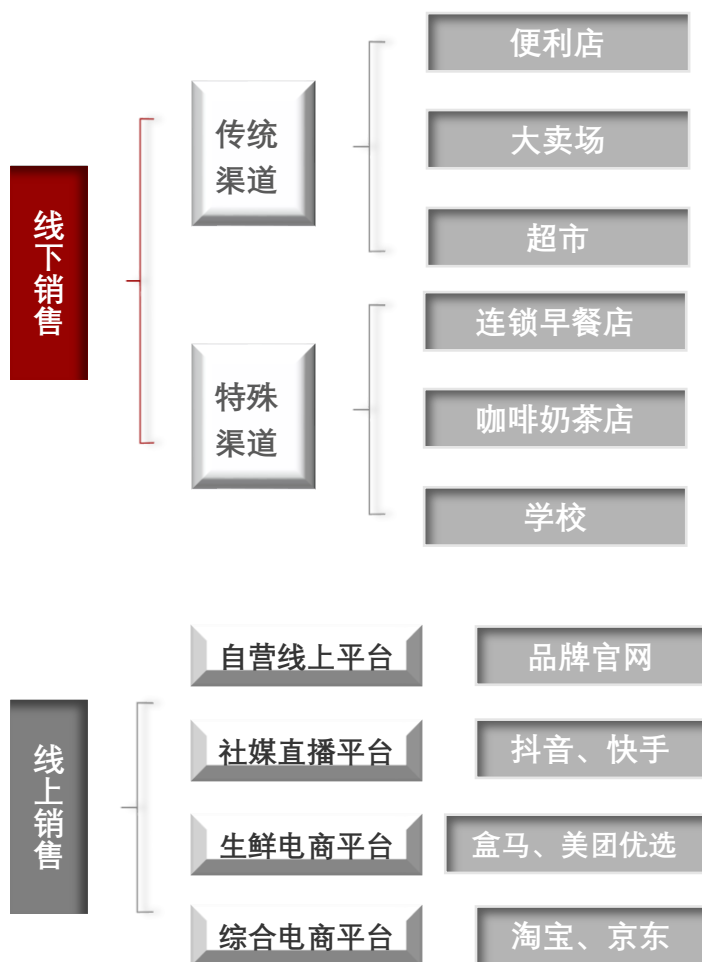 线下销售
传统
渠道
便利店
大卖场
超市
特殊
渠道
连锁早餐店
咖啡奶茶店
学校
线上销售
自营线上平台
品牌官网
社媒直播平台
抖音、快手
生鲜电商平台
盒马、美团优选
综合电商平台
淘宝、京东